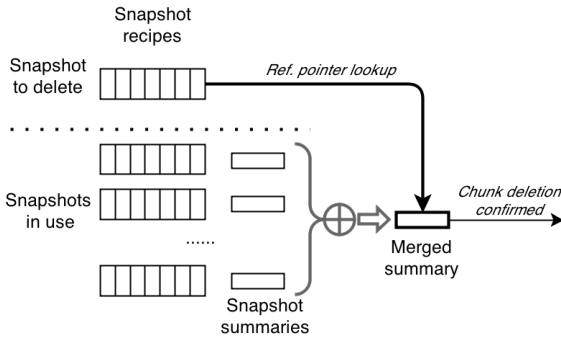 Snapshot
recipes
Snapshot
to delete
Ref. pointer lookup
Snapshots
in use
......
Chunk deletion
confirmed
Merged
summary
Snapshot
summaries